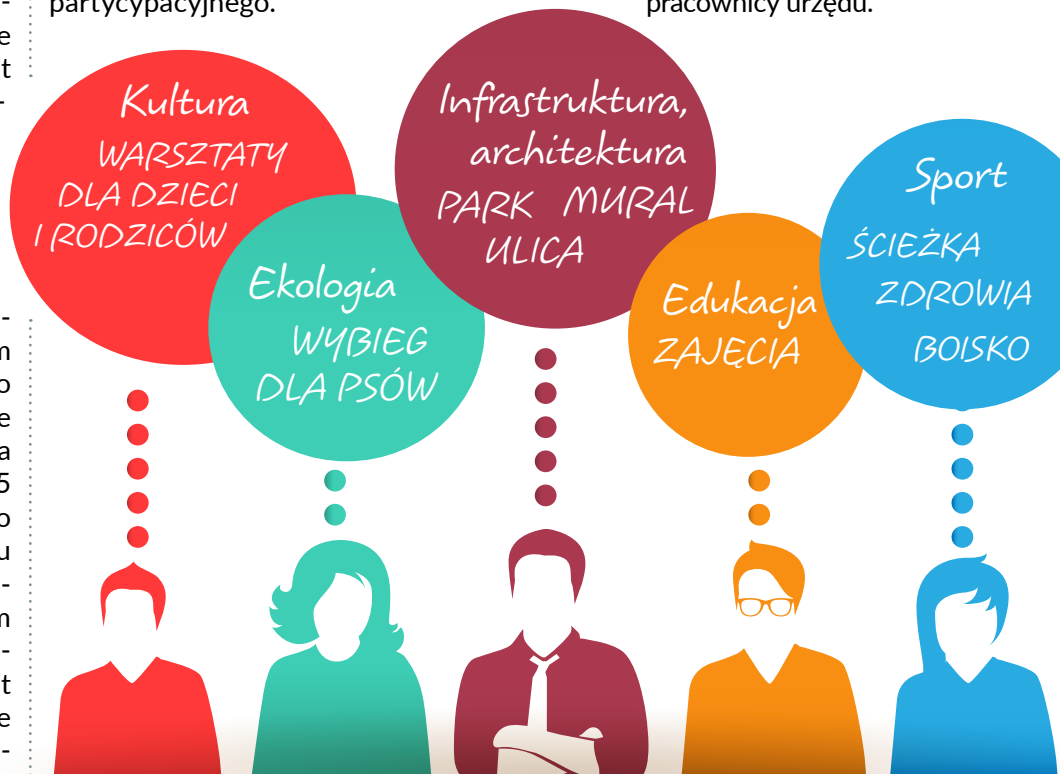 partycypacyjnego.
pracownicy urzędu.
-
e
t
-
-
m
o
e
a
5
o
u
-
m
-
t
e
-
Kultura
WARSZTATY
DLA DZIECI
I RODZICÓW
Ekologia
WYBIEG
DLA PSÓW
Infrastruktura,
architektura
PARK MURAL
ULICA
Edukacja
ZAJĘCIA
Sport
ŚCIEŻKA
ZDROWIA
BOISKO